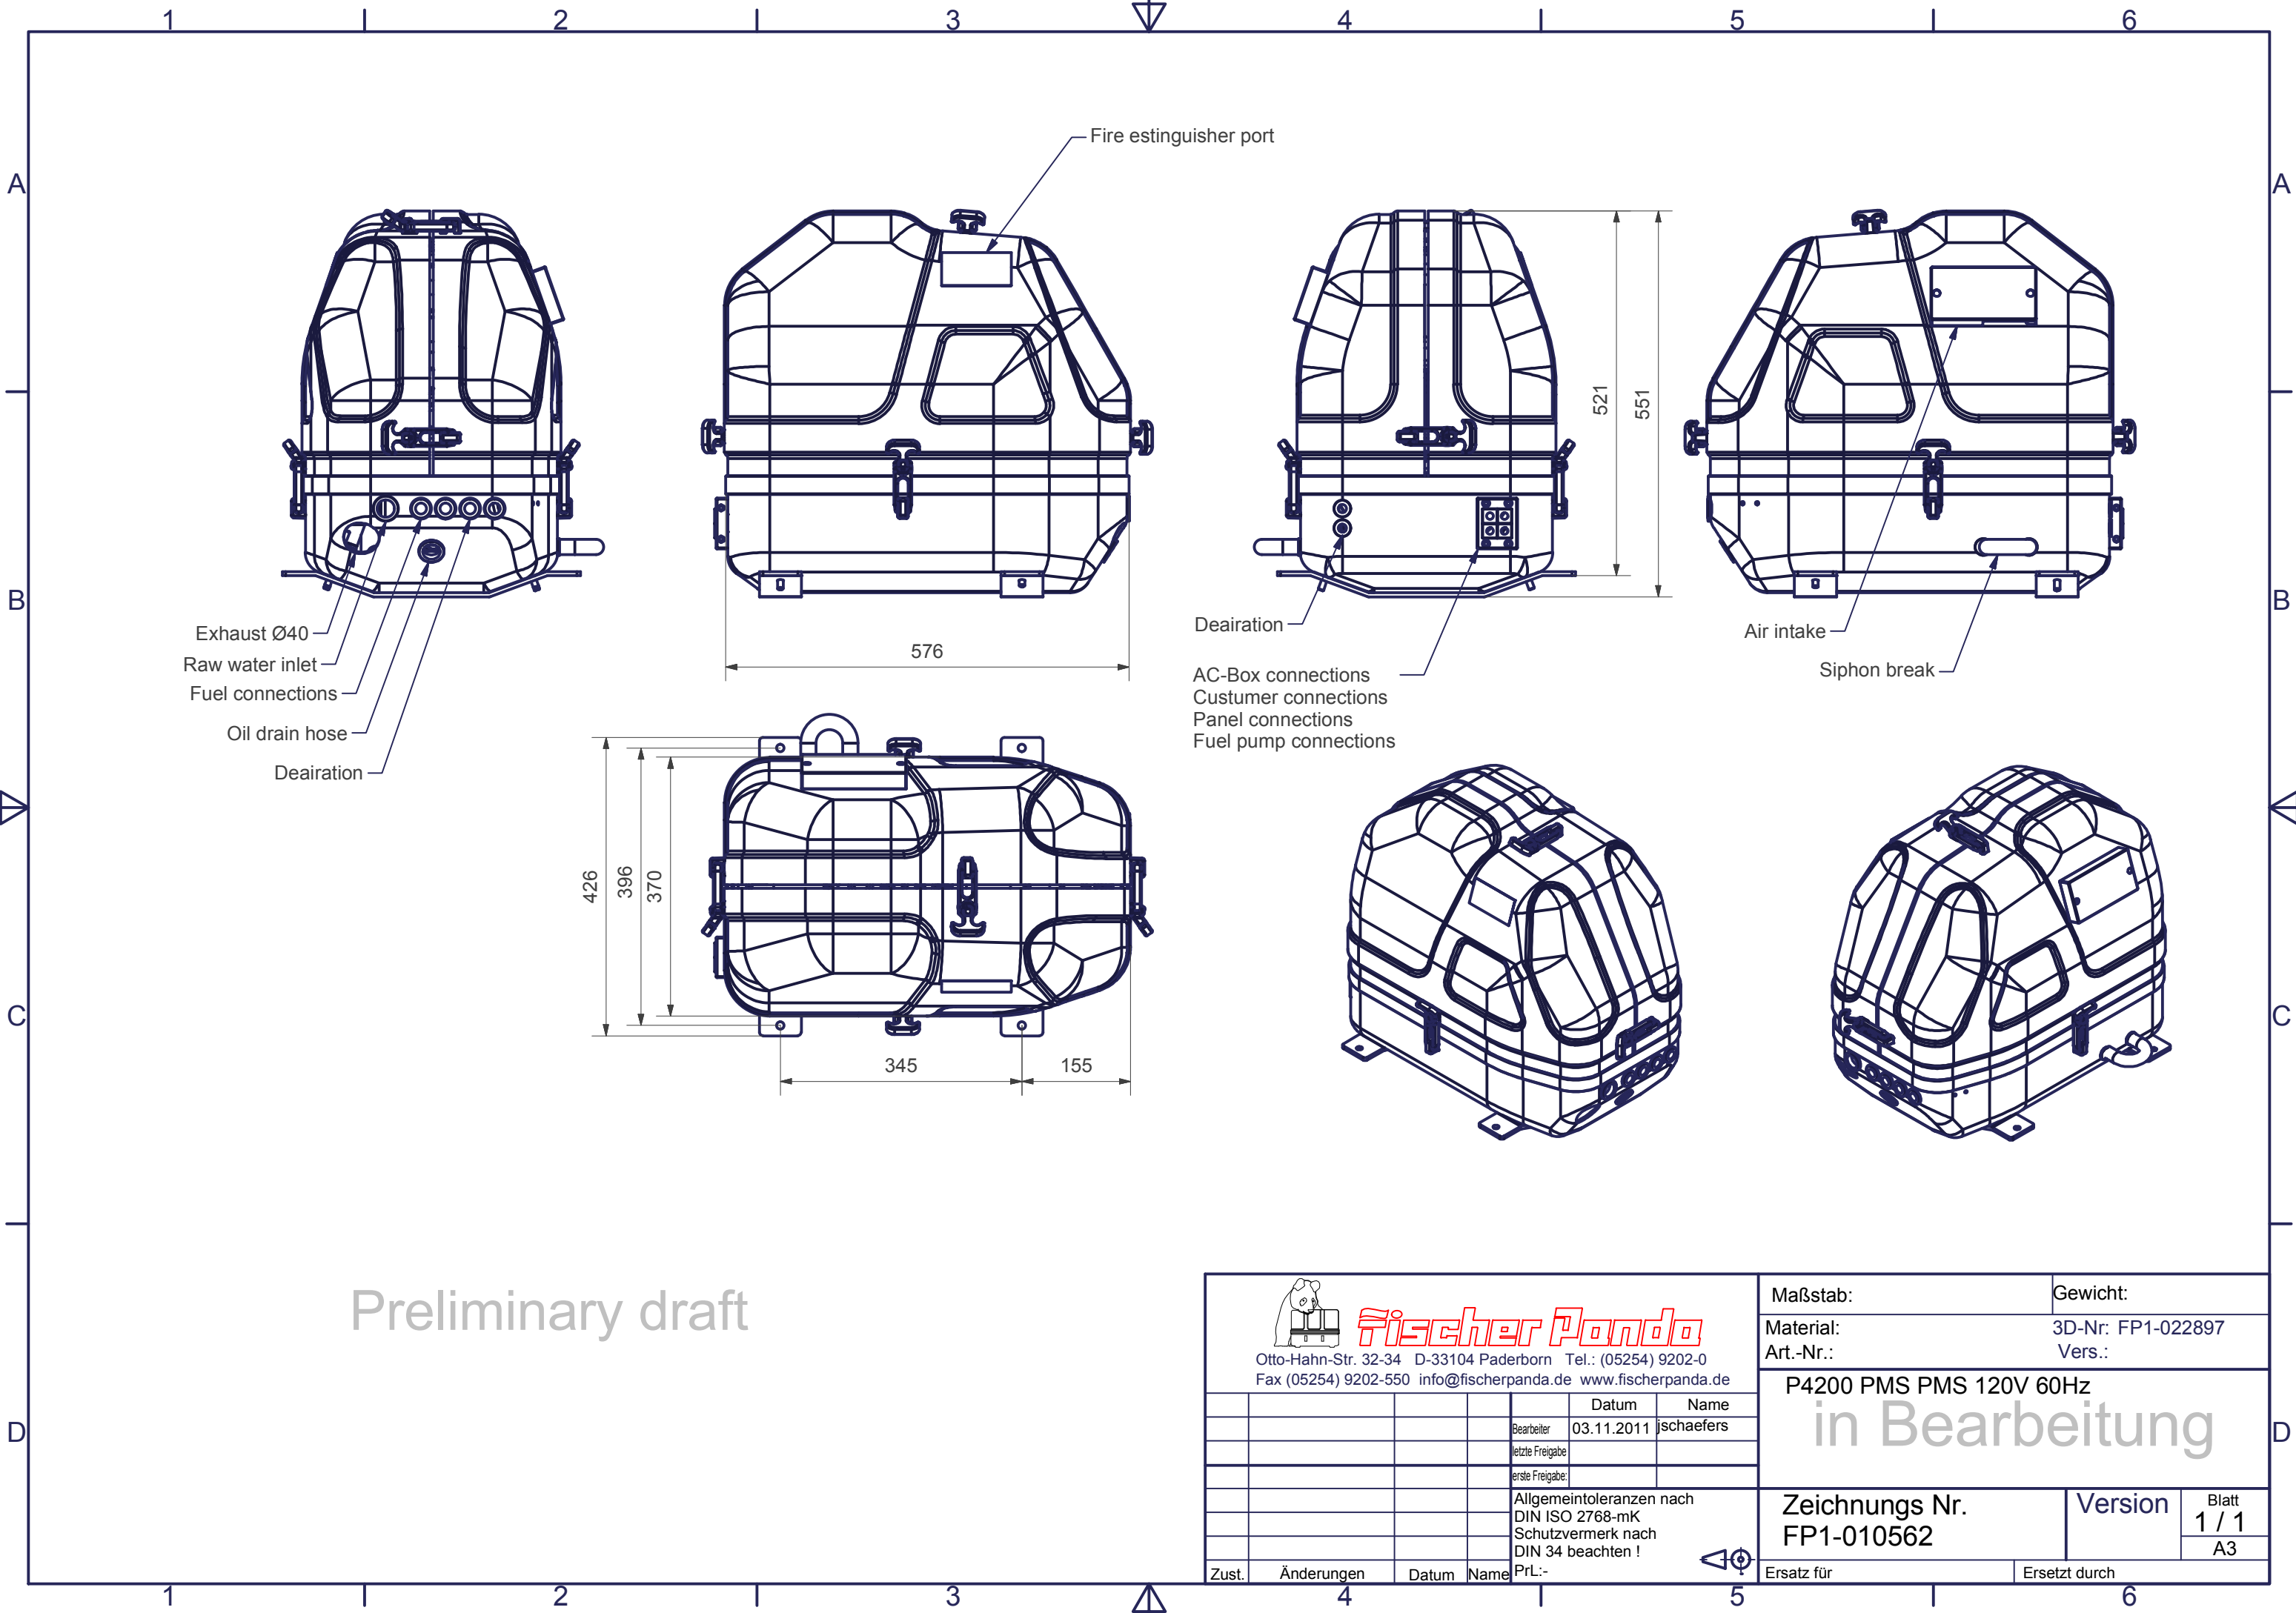 1 2 3 4 5 6
A A
Fire estinguisher port
521
551
B B
Exhaust Ø40
Raw water inlet
Fuel connections
Oil drain hose
Deairation
576
Deairation
AC-Box connections
Custumer connections
Panel connections
Fuel pump connections
Air intake
Siphon break
426
396
370
345
155
C C
Preliminary draft
Fischer Panda
Otto-Hahn-Str. 32-34 D-33104 Paderborn Tel.: (05254) 9202-0
Fax (05254) 9202-550 info@fischerpanda.de www.fischerpanda.de
Maßstab:
Gewicht:
Material:
3D-Nr: FP1-022897
Art.-Nr.:
Vers.:
P4200 PMS PMS 120V 60Hz
in Bearbeitung
Datum Name
Bearbeiter 03.11.2011 jschaefers
letzte Freigabe
erste Freigabe:
D D
Allgemeintoleranzen nach
DIN ISO 2768-mK
Schutzvermerk nach
DIN 34 beachten !
PrL:-
Zust. Änderungen Datum Name
Zeichnungs Nr.
FP1-010562
Version
Blatt
1 / 1
A3
Ersatz für
Ersetzt durch
1 2 3 4 5 6